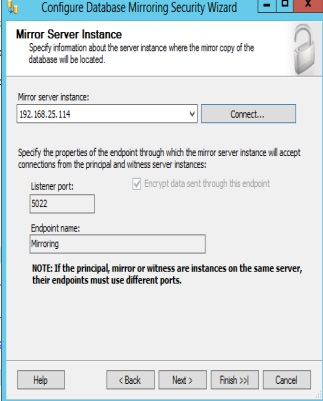 Configure Database Mirroring Security Wizard
Mirror Server Instance
Specify information about the server instance where the mirror copy of the
database will be located.
Mirror server instance:
192.168.25.114
Connect...
Specify the properties of the endpoint through which the mirror server instance will accept
connections from the principal and witness server instances:
Listener port:
Encrypt data sent through this endpoint
5022
Endpoint name:
Mirroring
NOTE: If the principal, mirror or witness are instances on the same server,
their endpoints must use different ports.
Help
< Back
Next >
Finish >>|
Cancel